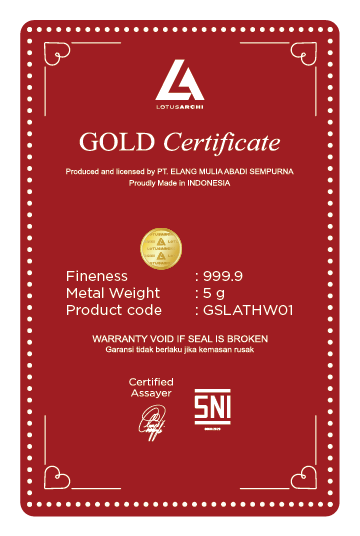 LOTUSARCHI
GOLD Certificate
Produced and licensed by PT. ELANG MULIA ABADI SEMPURNA
Proudly Made in INDONESIA
Fineness : 999.9
Metal Weight : 5 g
Product code : GSLATHW01
WARRANTY VOID IF SEAL IS BROKEN
Garansi tidak berlaku jika kemasan rusak
Certified
Assayer
SNI